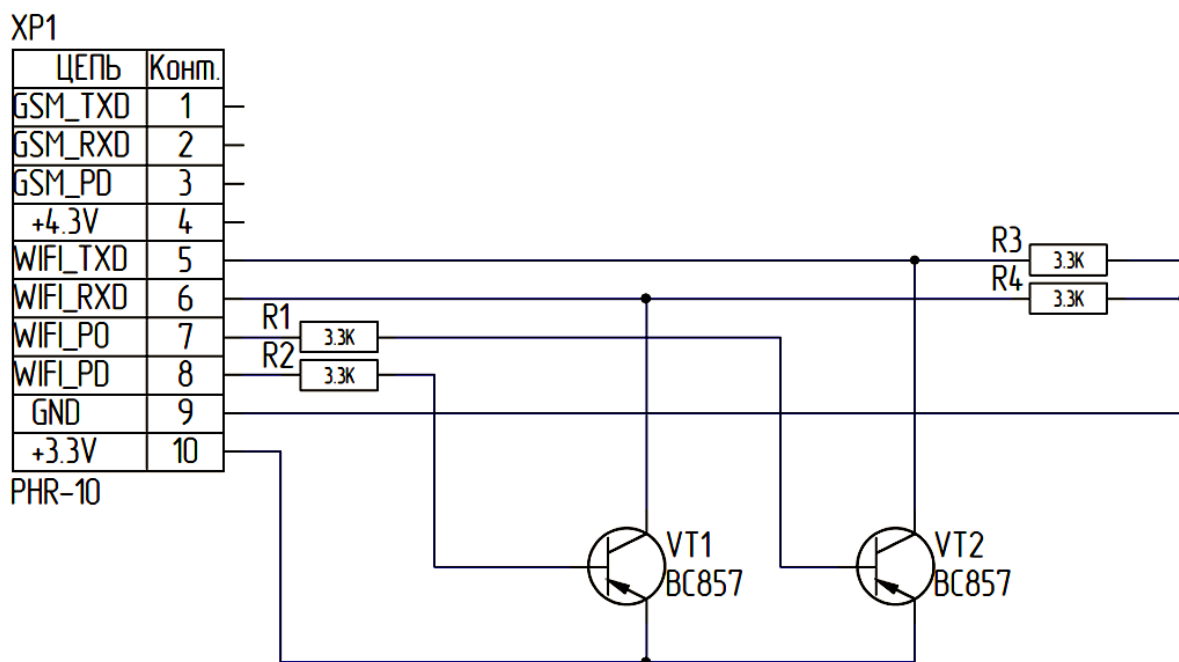 XP1
ЦЕПЬ Конт.
GSM_TXD 1
GSM_RXD 2
GSM_PD 3
+4.3V 4
WIFI_TXD 5
WIFI_RXD 6
WIFI_PO 7
WIFI_PD 8
GND 9
+3.3V 10
PHR-10
R3
3.3K
R4
3.3K
R1
3.3K
R2
3.3K
VT1
BC857
VT2
BC857